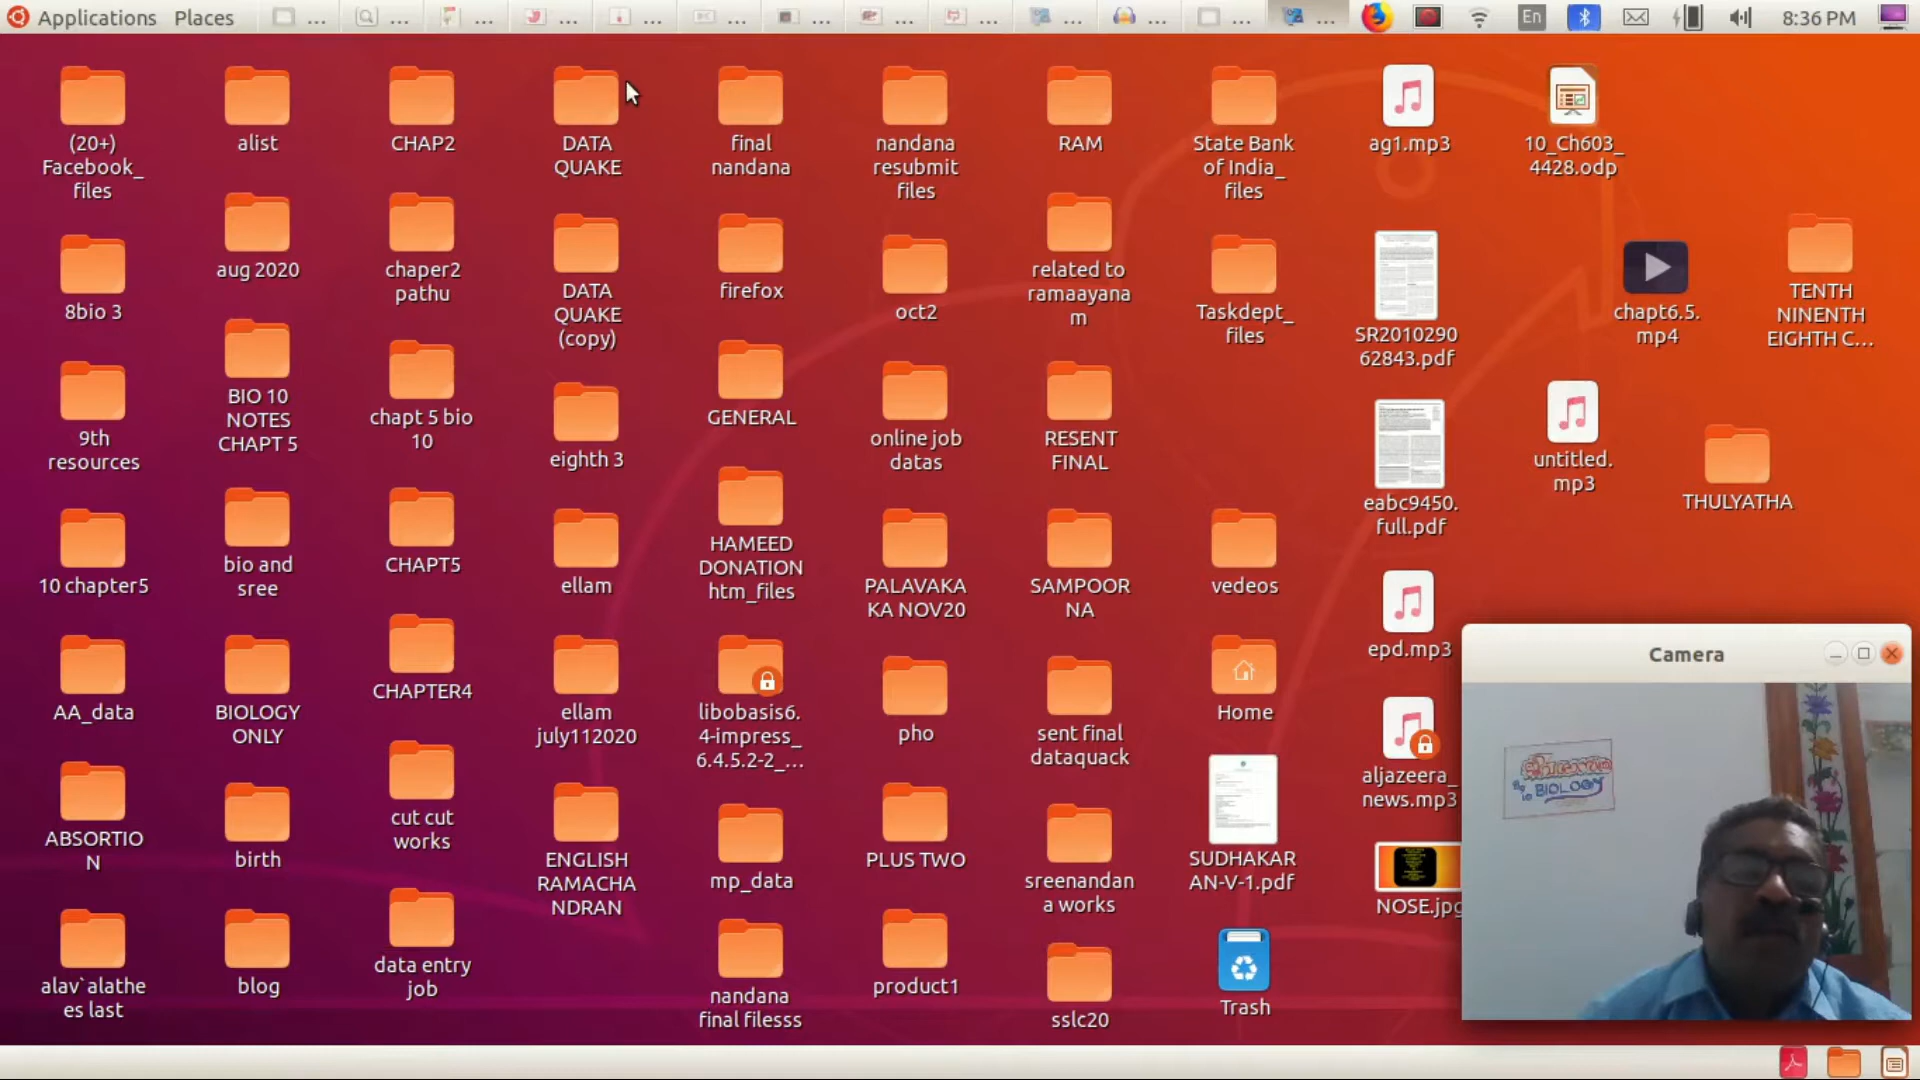 Applications Places ... ... ... ... ... ... ... ... ... ... ... ... ... En 8:36 PM
(20+)
Facebook_
files
8bio 3
9th
resources
10 chapter5
AA_data
ABSORTIO
N
alav`alathe
es last
alist
aug 2020
BIO 10
NOTES
CHAPT 5
bio and
sree
BIOLOGY
ONLY
birth
blog
CHAP2
chaper2
pathu
chapt 5 bio
10
CHAPT5
CHAPTER4
cut cut
works
data entry
job
DATA
QUAKE
DATA
QUAKE
(copy)
eighth 3
ellam
ellam
july112020
ENGLISH
RAMACHA
NDRAN
final
nandana
firefox
GENERAL
HAMEED
DONATION
htm_files
libobasis6.
4-impress_
6.4.5.2-2_...
mp_data
nandana
final filesss
nandana
resubmit
files
oct2
online job
datas
PALAVAKA
KA NOV20
pho
PLUS TWO
product1
RAM
related to
ramaayanam
m
RESENT
FINAL
SAMPOOR
NA
sent final
dataquack
sreenandan
a works
sslc20
State Bank
of India_
files
Taskdept_
files
vedeos
Home
SUDHAKAR
AN-V-1.pdf
Trash
ag1.mp3
SR2010290
62843.pdf
eabc9450.
full.pdf
epd.mp3
aljazeera_
news.mp3
NOSE.jpg
10_Ch603_
4428.odp
untitled.
mp3
chapt6.5.
mp4
THULYATHA
TENTH
NINENTH
EIGHTH C...
Camera
BIOLOGY